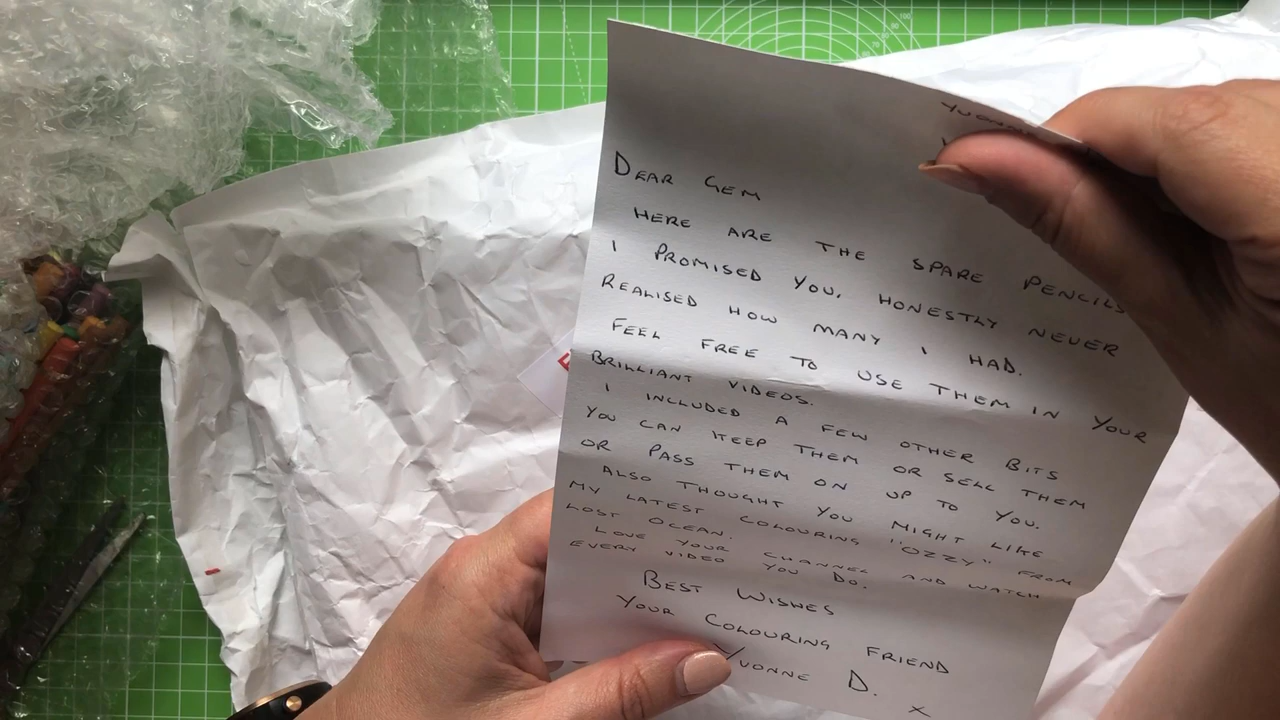 YVONNE
DEAR GEM
HERE ARE THE SPARE PENCILS
I PROMISED YOU. HONESTLY NEVER
REALISED HOW MANY I HAD.
FEEL FREE TO USE THEM IN YOUR
BRILLIANT VIDEOS.
I INCLUDED A FEW OTHER BITS
YOU CAN KEEP THEM OR SELL THEM
OR PASS THEM ON UP TO YOU.
ALSO THOUGHT YOU MIGHT LIKE
MY LATEST COLOURING "OZZY" FROM
LOST OCEAN.
LOVE YOUR CHANNEL AND WATCH
EVERY VIDEO YOU DO.
BEST WISHES
YOUR COLOURING FRIEND
YVONNE D.
X